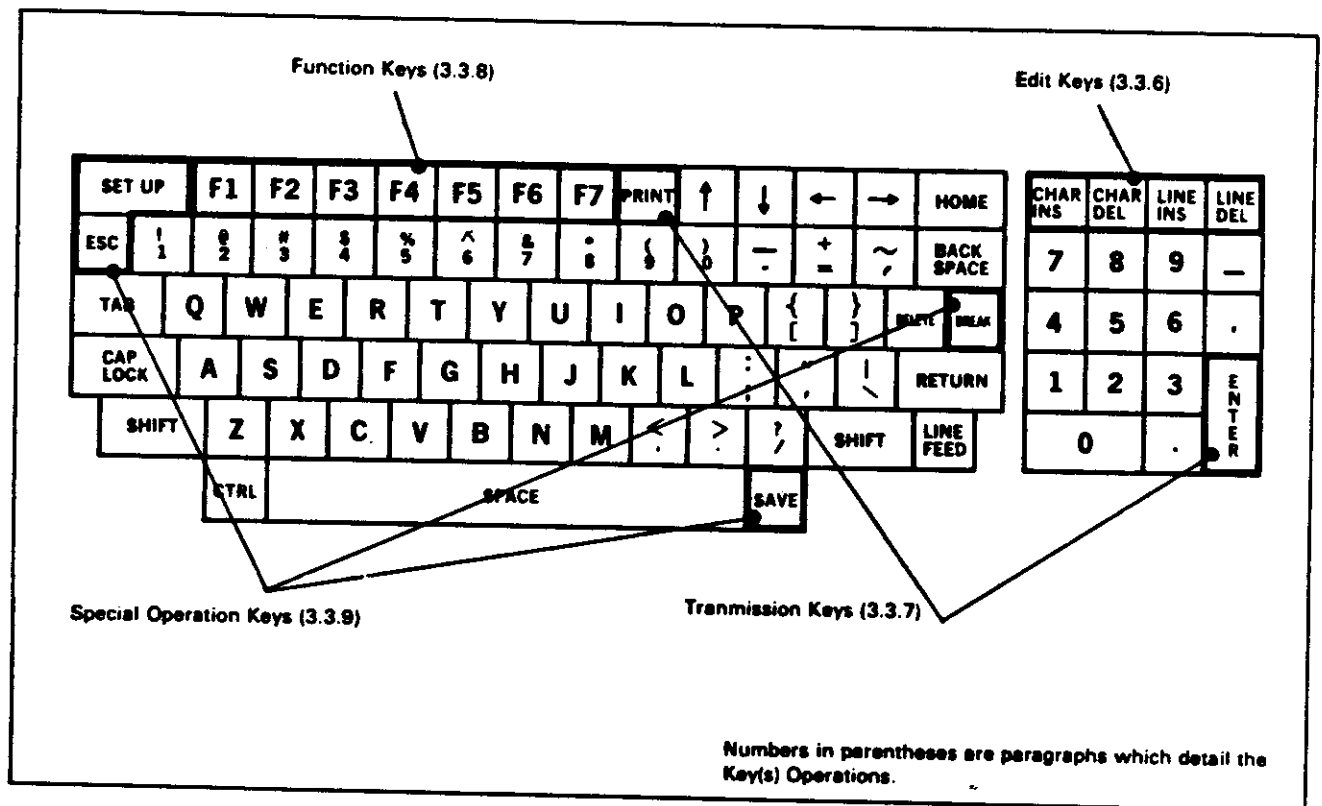 Function Keys (3.3.8)
Edit Keys (3.3.6)
SET UP F1 F2 F3 F4 F5 F6 F7 PRINT ↑ ↓ ← → HOME
CHAR INS CHAR DEL LINE INS LINE DEL
ESC ! 1 @ 2 # 3 $ 4 % 5 ^ 6 & 7 * 8 ( 9 ) 0 — - + = ~ BACK SPACE
7 8 9 —
TAB Q W E R T Y U I O P { [ } ] DELETE BREAK
4 5 6 .
CAP LOCK A S D F G H J K L : ; " , | \ RETURN
1 2 3 ENTER
SHIFT Z X C V B N M < , > . ? / SHIFT LINE FEED
0 .
CTRL SPACE SAVE
Special Operation Keys (3.3.9)
Tranmission Keys (3.3.7)
Numbers in parentheses are paragraphs which detail the
Key(s) Operations.